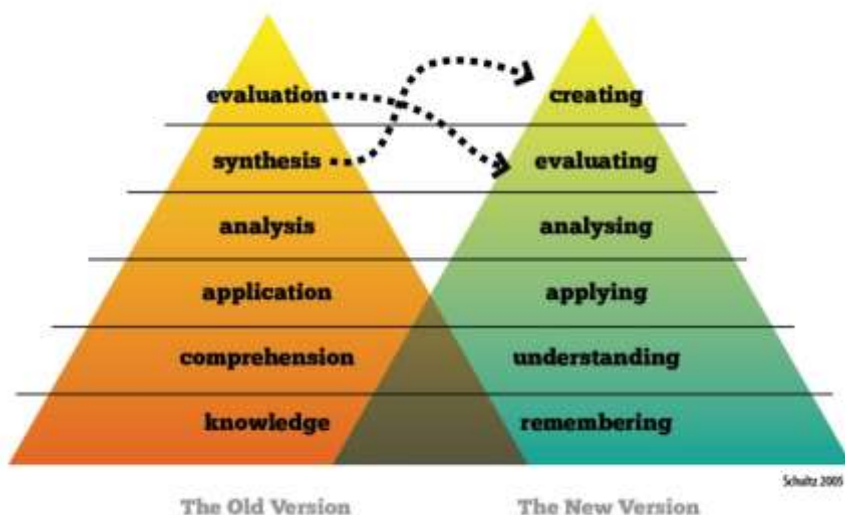 evaluation creating
synthesis evaluating
analysis analysing
application applying
comprehension understanding
knowledge remembering
Schultz 2005
The Old Version The New Version